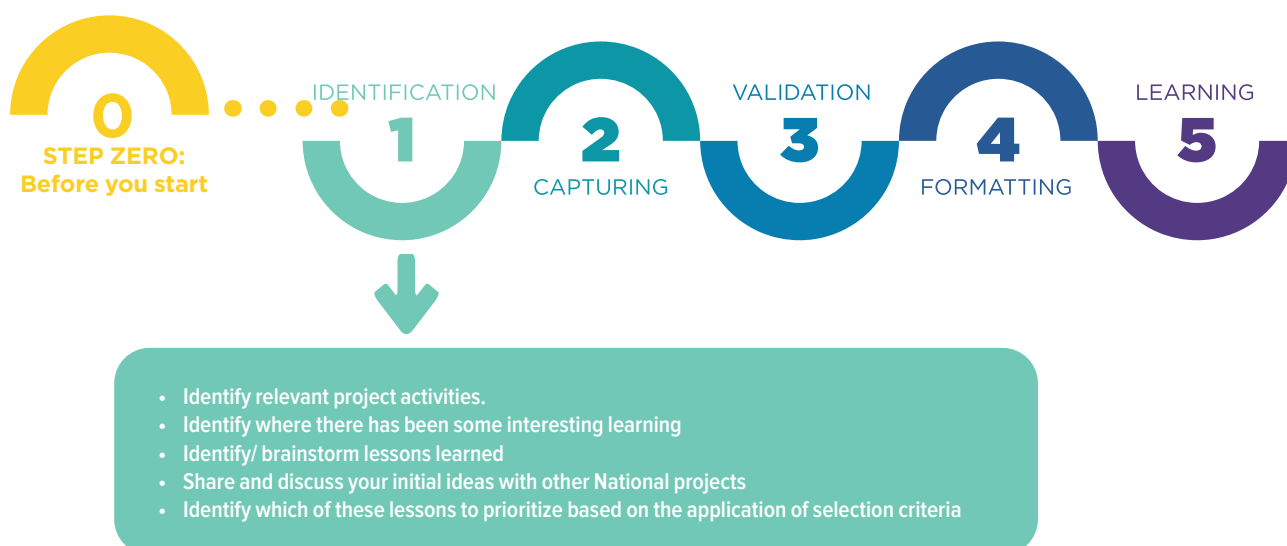 0
STEP ZERO:
Before you start
IDENTIFICATION
1
2
CAPTURING
VALIDATION
3
4
FORMATTING
LEARNING
5
• Identify relevant project activities.
• Identify where there has been some interesting learning
• Identify/ brainstorm lessons learned
• Share and discuss your initial ideas with other National projects
• Identify which of these lessons to prioritize based on the application of selection criteria